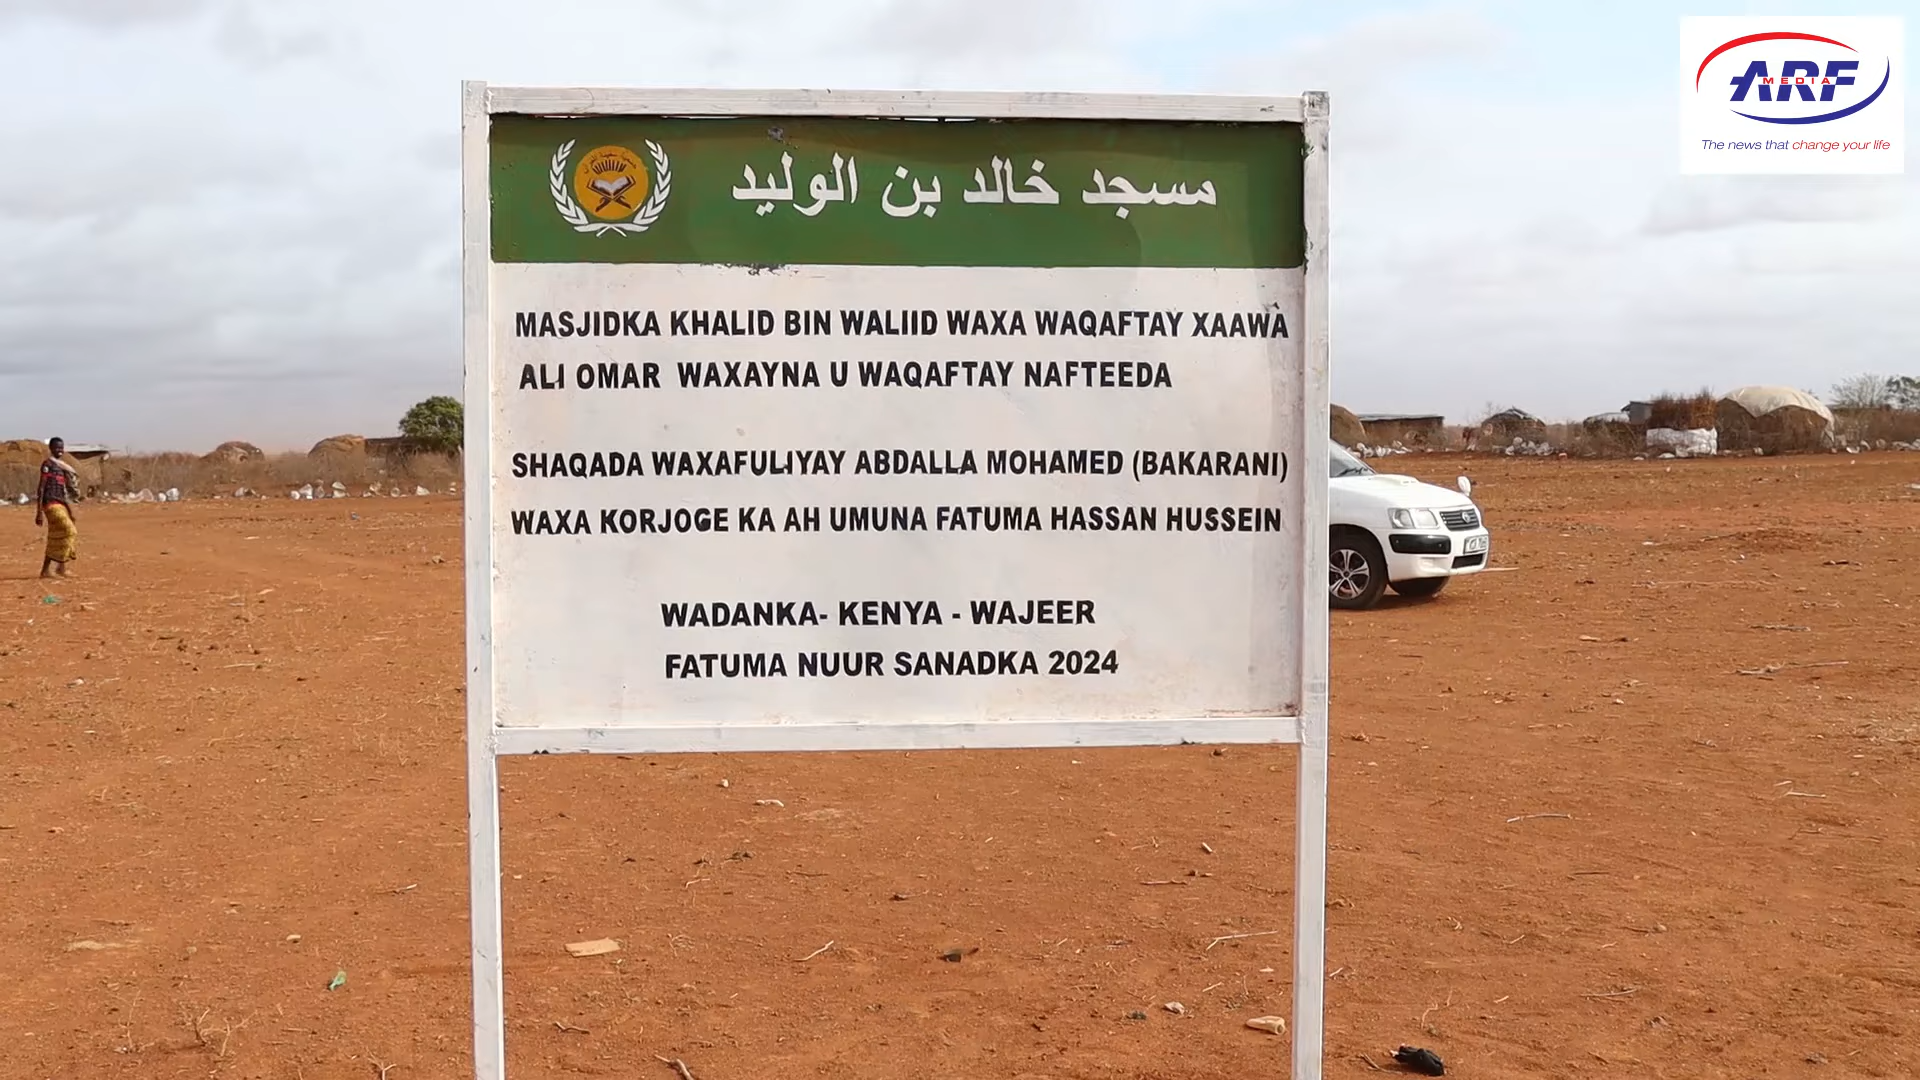 مسجد خالد بن الوليد
MASJIDKA KHALID BIN WALIID WAXA WAQAFTAY XAAWA
ALI OMAR WAXAYNA U WAQAFTAY NAFTEEDA
SHAQADA WAXAFULIYAY ABDALLA MOHAMED (BAKARANI)
WAXA KORJOGE KA AH UMUNA FATUMA HASSAN HUSSEIN
WADANKA- KENYA - WAJEER
FATUMA NUUR SANADKA 2024
ARF
MEDIA
The news that change your life